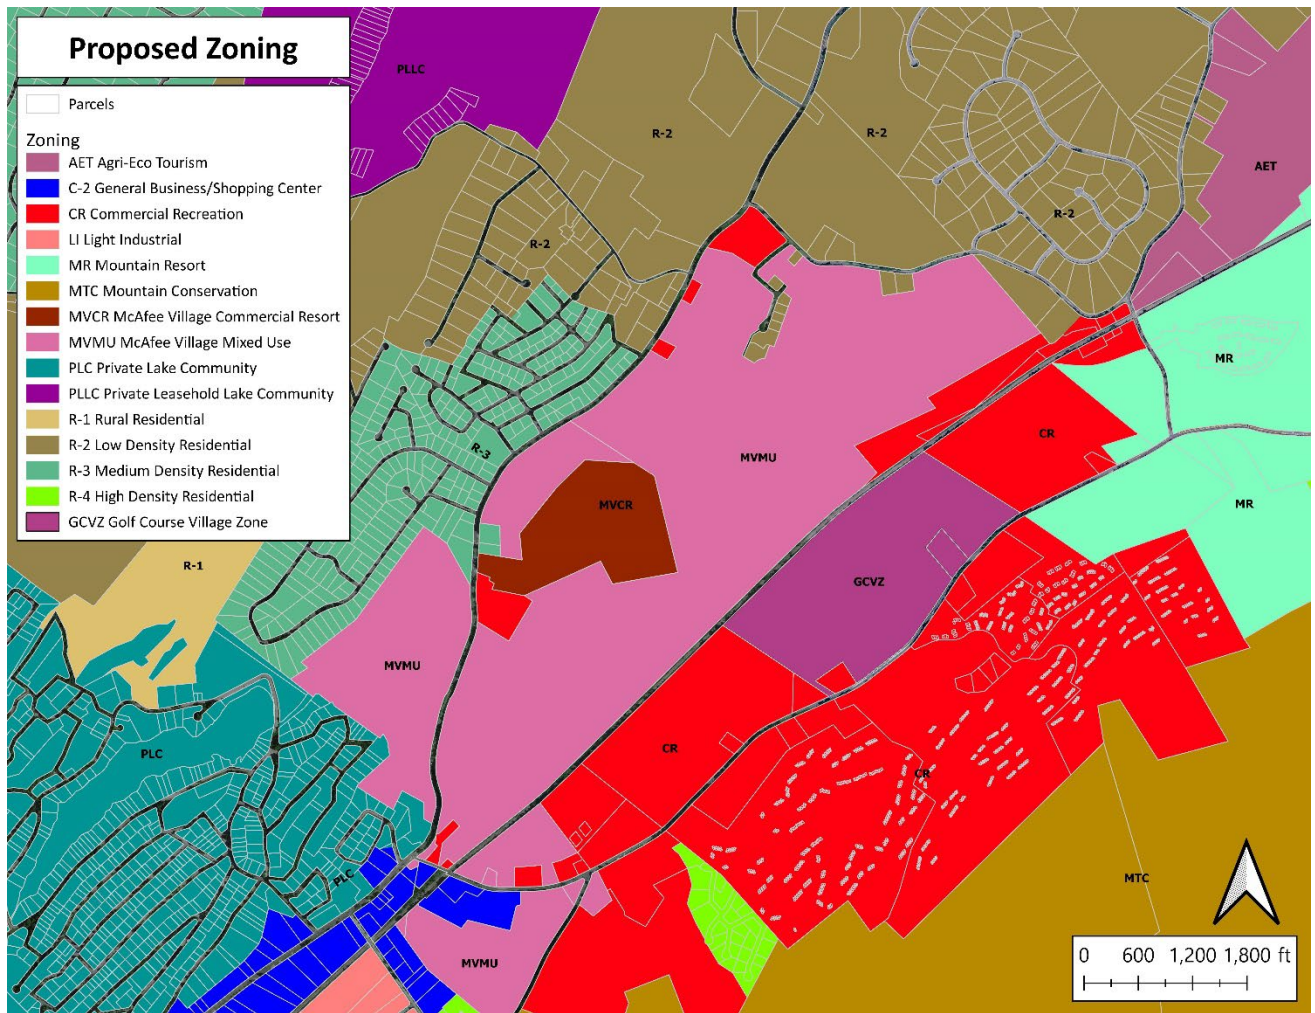 Proposed Zoning
Parcels
Zoning
AET Agri-Eco Tourism
C-2 General Business/Shopping Center
CR Commercial Recreation
LI Light Industrial
MR Mountain Resort
MTC Mountain Conservation
MVCR McAfee Village Commercial Resort
MVMU McAfee Village Mixed Use
PLC Private Lake Community
PLLC Private Leasehold Lake Community
R-1 Rural Residential
R-2 Low Density Residential
R-3 Medium Density Residential
R-4 High Density Residential
GCVZ Golf Course Village Zone
PLLC
R-2
R-2
AET
R-2
R-2
MR
CR
R-3
MVMU
MVCR
MR
R-1
GCVZ
MVMU
PLC
CR
CR
PLC
MTC
MVMU
0 600 1,200 1,800 ft